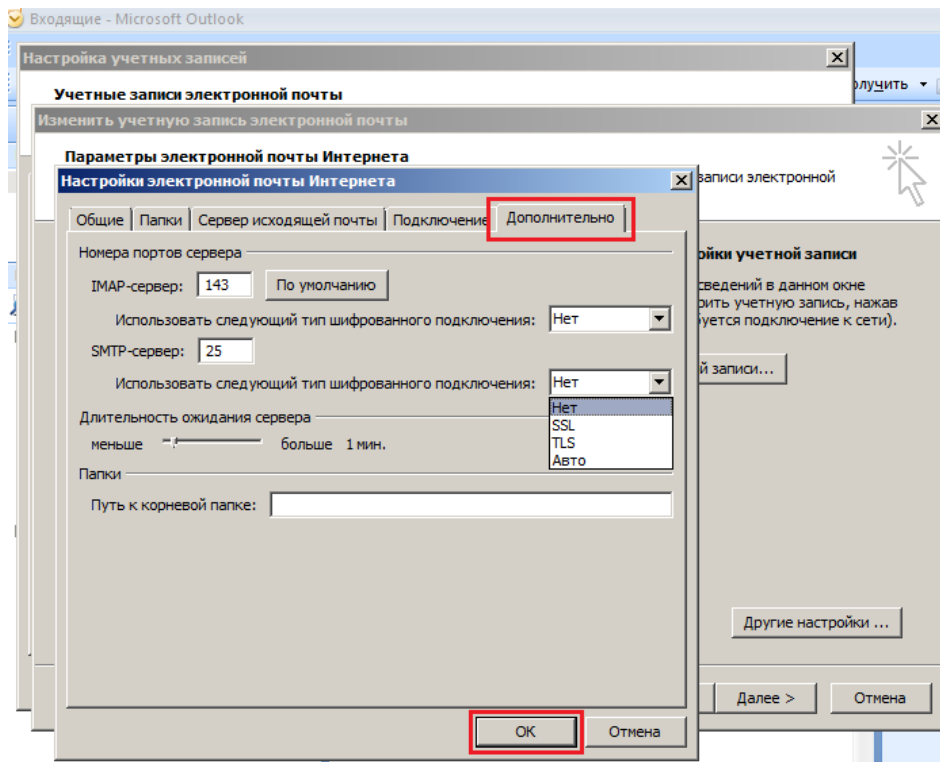 Входящие - Microsoft Outlook
Настройка учетных записей
Учетные записи электронной почты
Изменить учетную запись электронной почты
Параметры электронной почты Интернета
записи электронной
Настройки электронной почты Интернета
Общие Папки Сервер исходящей почты Подключение Дополнительно
Номера портов сервера
IMAP-сервер: 143 По умолчанию
Использовать следующий тип шифрованного подключения: Нет
SMTP-сервер: 25
Использовать следующий тип шифрованного подключения: Нет
Нет
SSL
TLS
Авто
Длительность ожидания сервера
меньше больше 1 мин.
Папки
Путь к корневой папке:
OK Отмена
учетной записи
сведений в данном окне
учетную запись, нажав
подключение к сети).
записи...
Другие настройки ...
Далее > Отмена